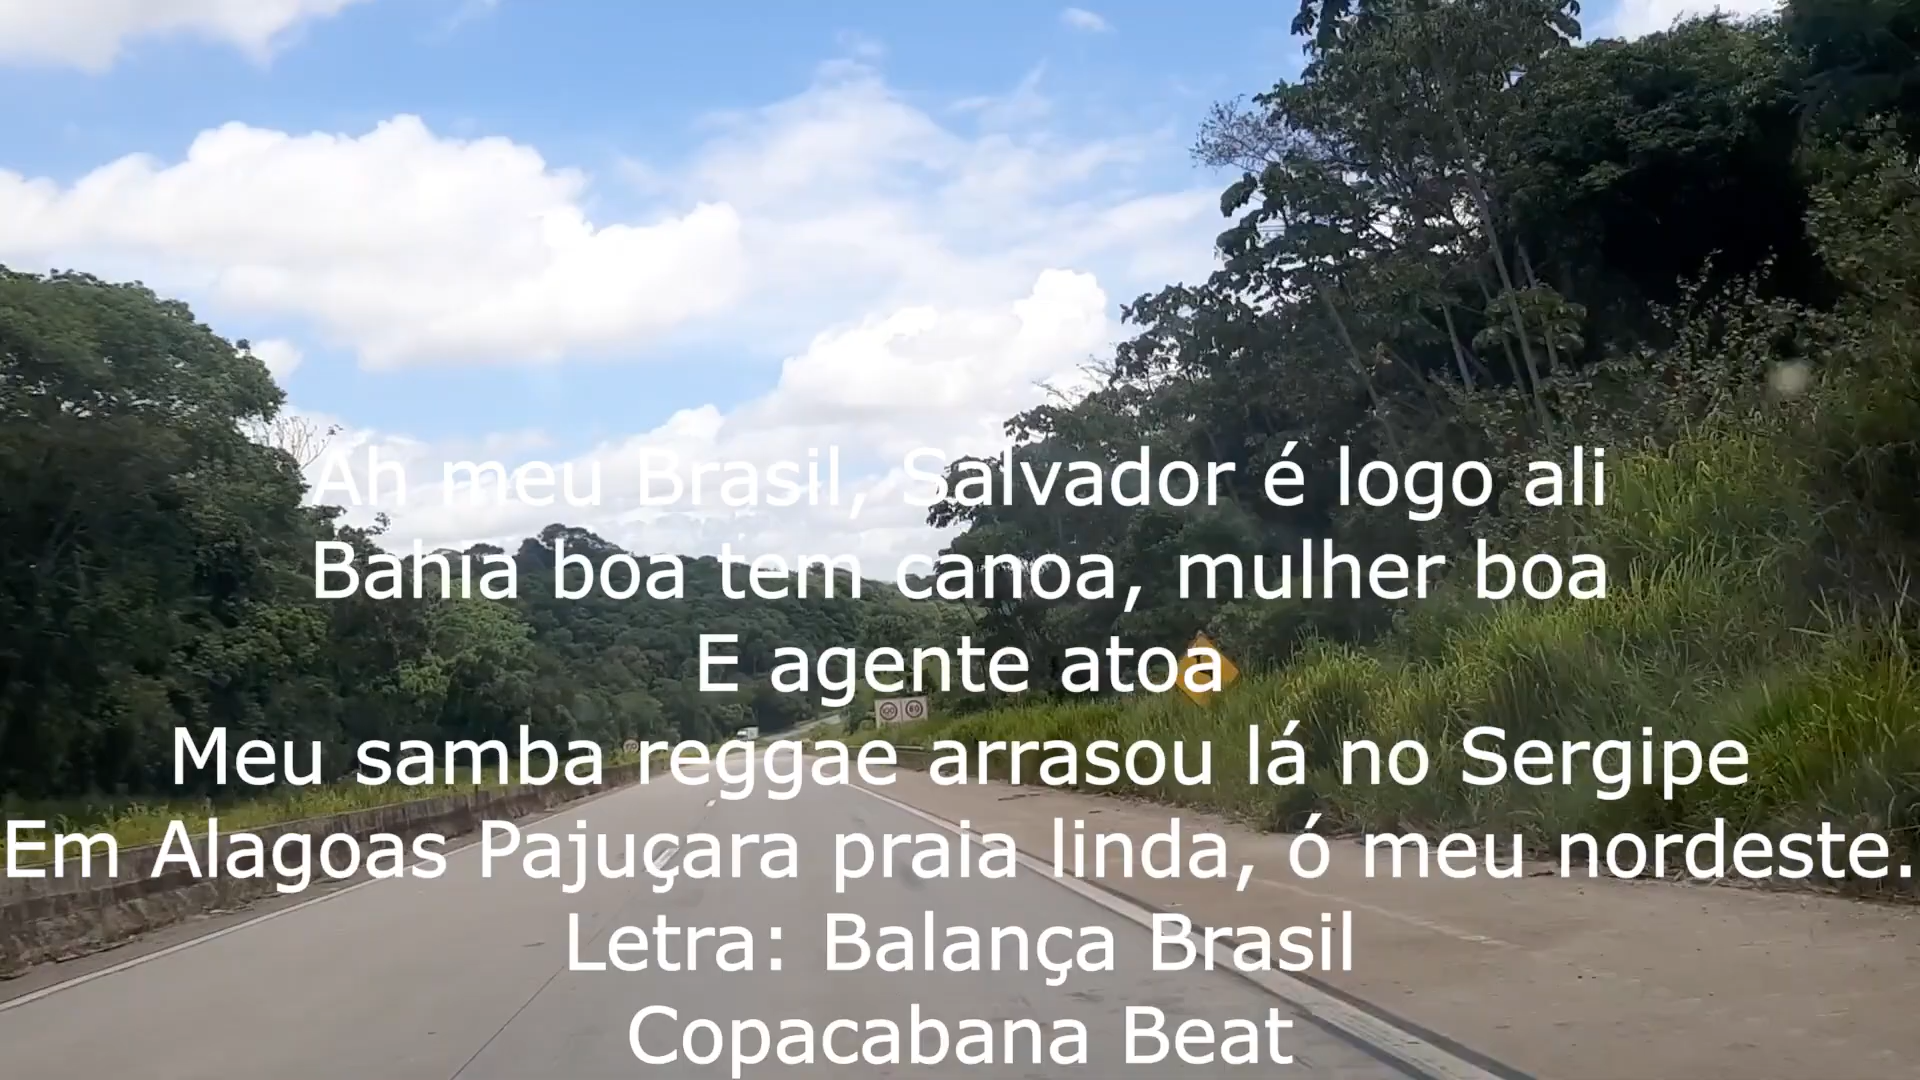 Ah meu Brasil, Salvador é logo ali
Bahia boa tem canoa, mulher boa
E agente atoa
Meu samba reggae arrasou lá no Sergipe
Em Alagoas Pajuçara praia linda, ó meu nordeste.
Letra: Balança Brasil
Copacabana Beat